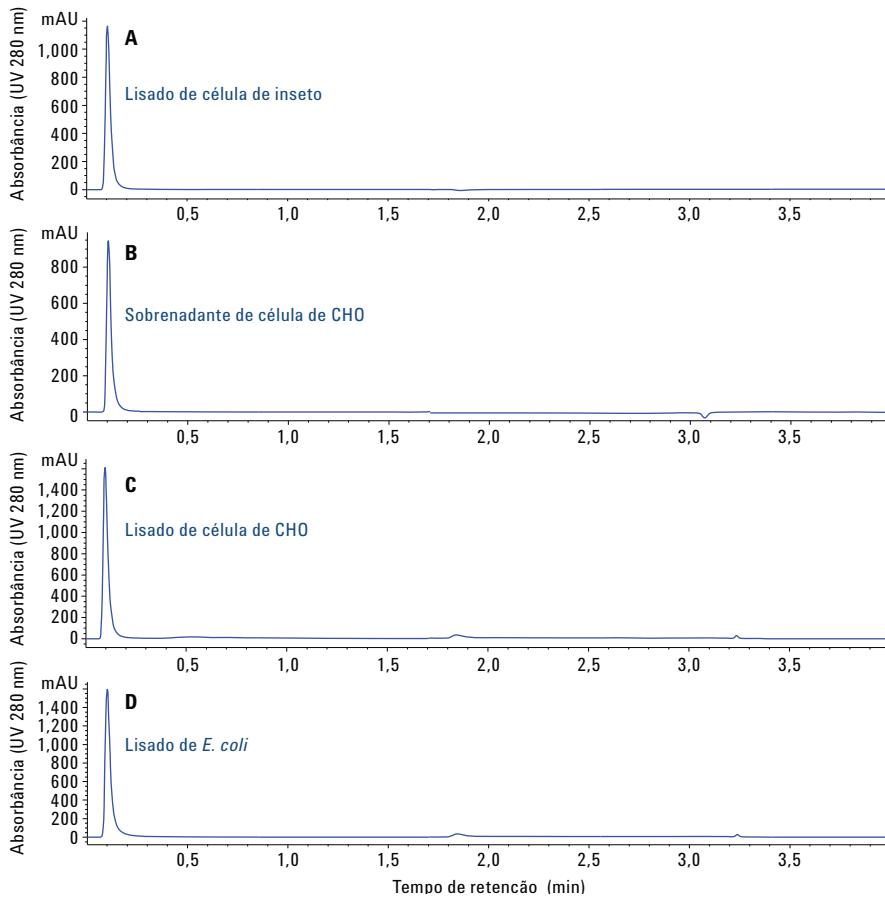 mAU
A
Absorbância (UV 280 nm)
Lisado de célula de inseto
1,000
800
600
400
200
0
0,5 1,0 1,5 2,0 2,5 3,0 3,5
mAU
B
Absorbância (UV 280 nm)
Sobrenadante de célula de CHO
800
600
400
200
0
0,5 1,0 1,5 2,0 2,5 3,0 3,5
mAU
C
Absorbância (UV 280 nm)
Lisado de célula de CHO
1,400
1,200
1,000
800
600
400
200
0
0,5 1,0 1,5 2,0 2,5 3,0 3,5
mAU
D
Absorbância (UV 280 nm)
Lisado de E. coli
1,400
1,200
1,000
800
600
400
200
0
0,5 1,0 1,5 2,0 2,5 3,0 3,5
Tempo de retenção (min)